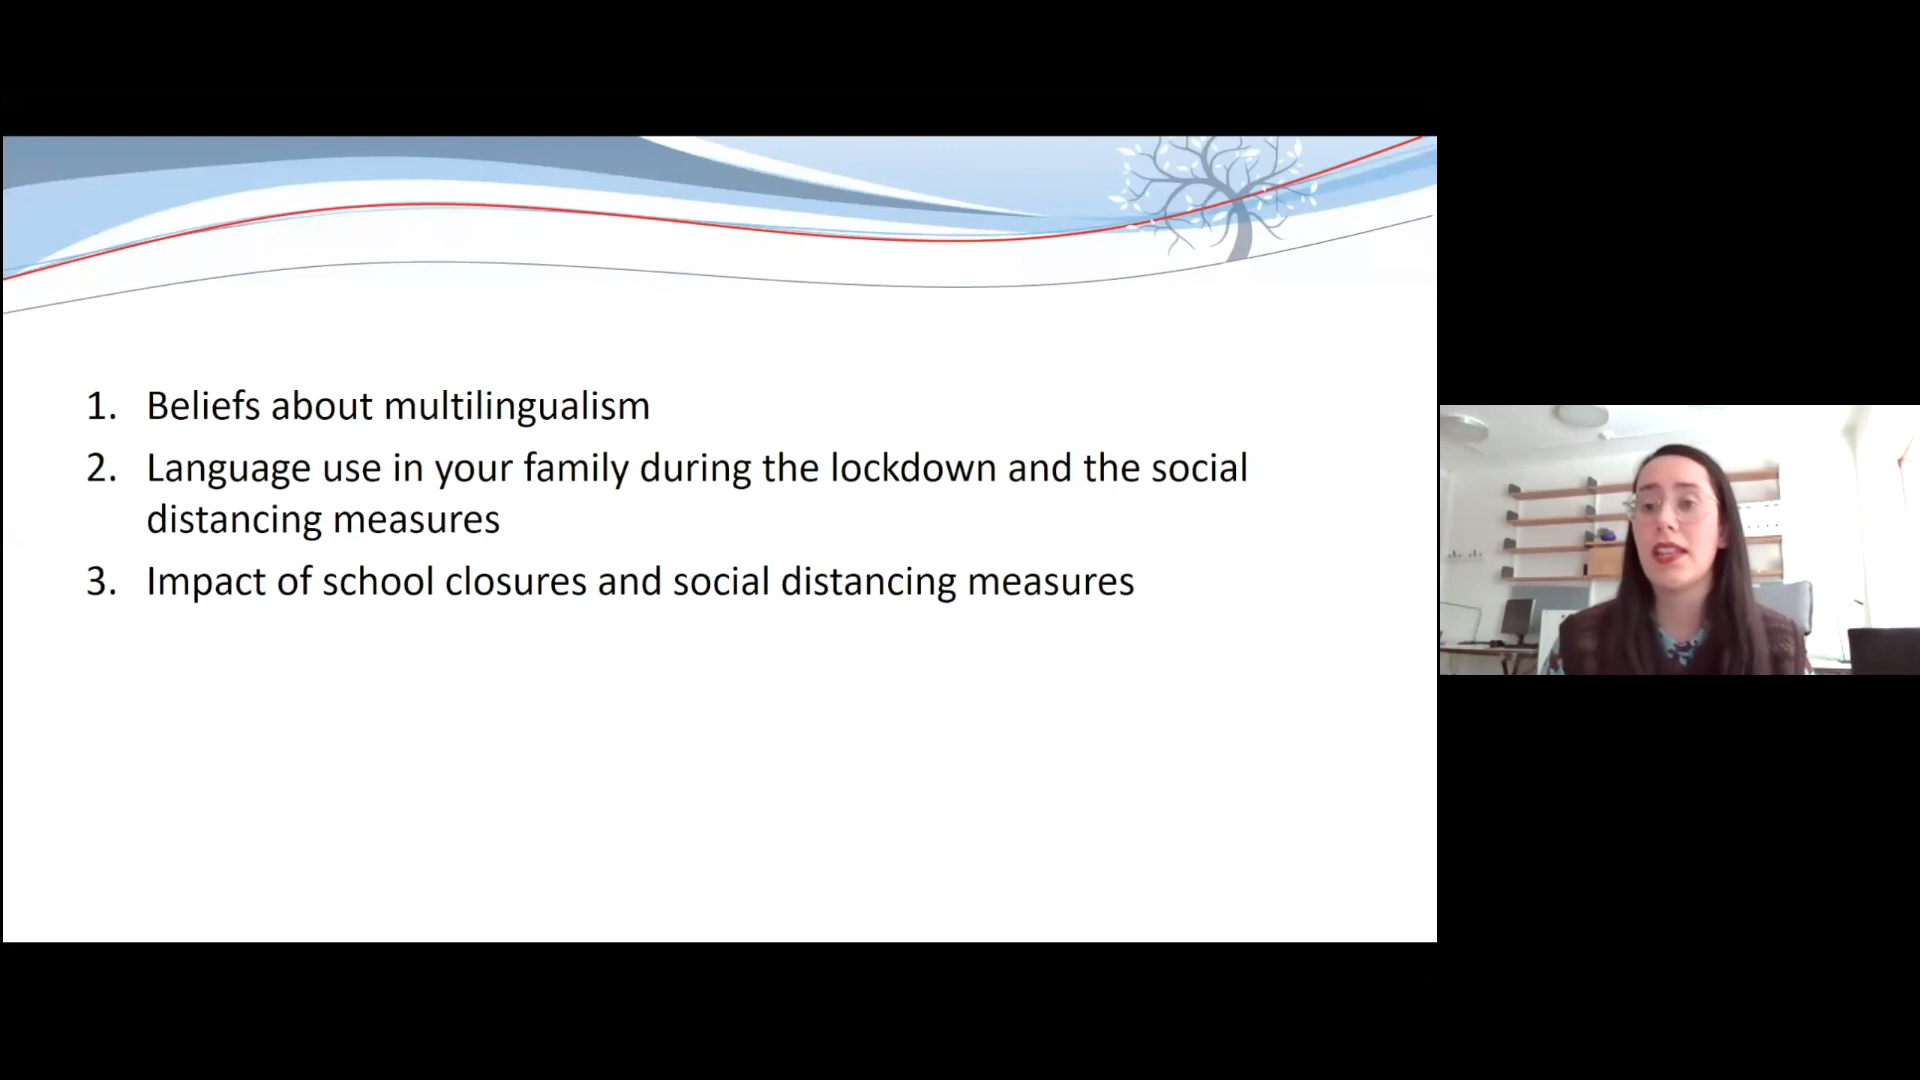 1. Beliefs about multilingualism
2. Language use in your family during the lockdown and the social
distancing measures
3. Impact of school closures and social distancing measures